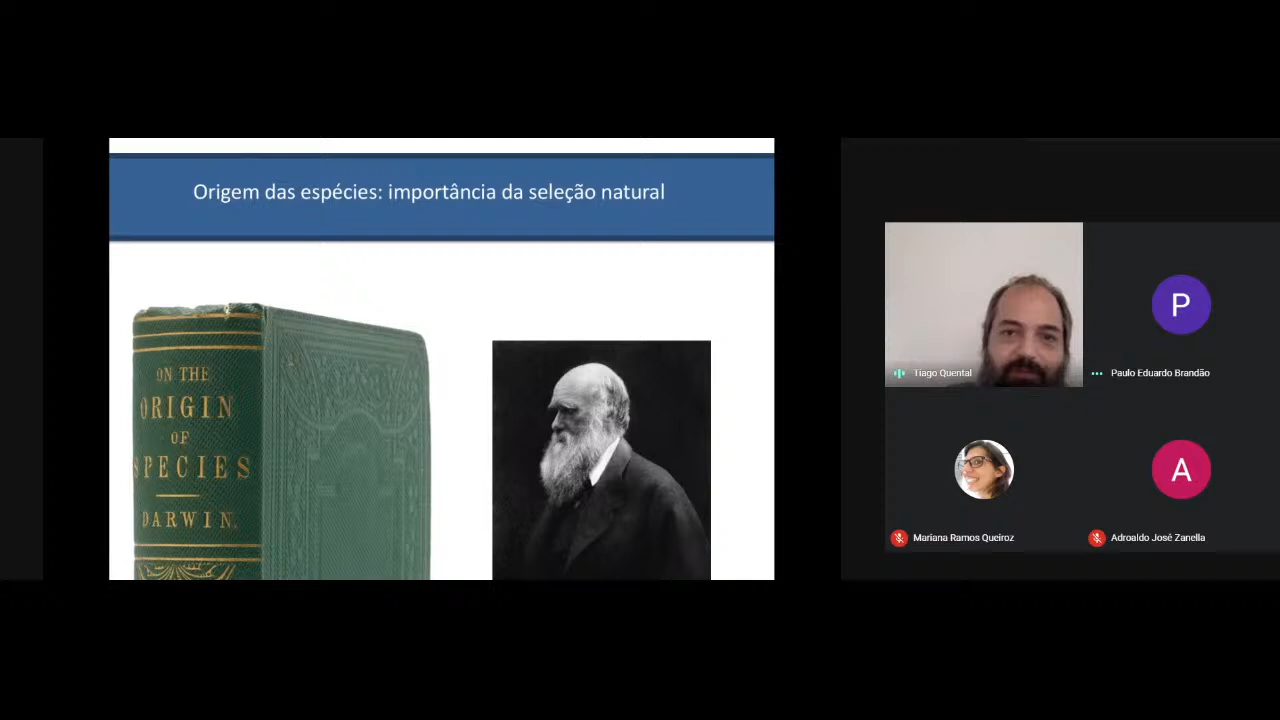 Origem das espécies: importância da seleção natural
ON THE
ORIGIN
OF
SPECIES
DARWIN.
Tiago Quental
P
Paulo Eduardo Brandão
Mariana Ramos Queiroz
A
Adroaldo José Zanella